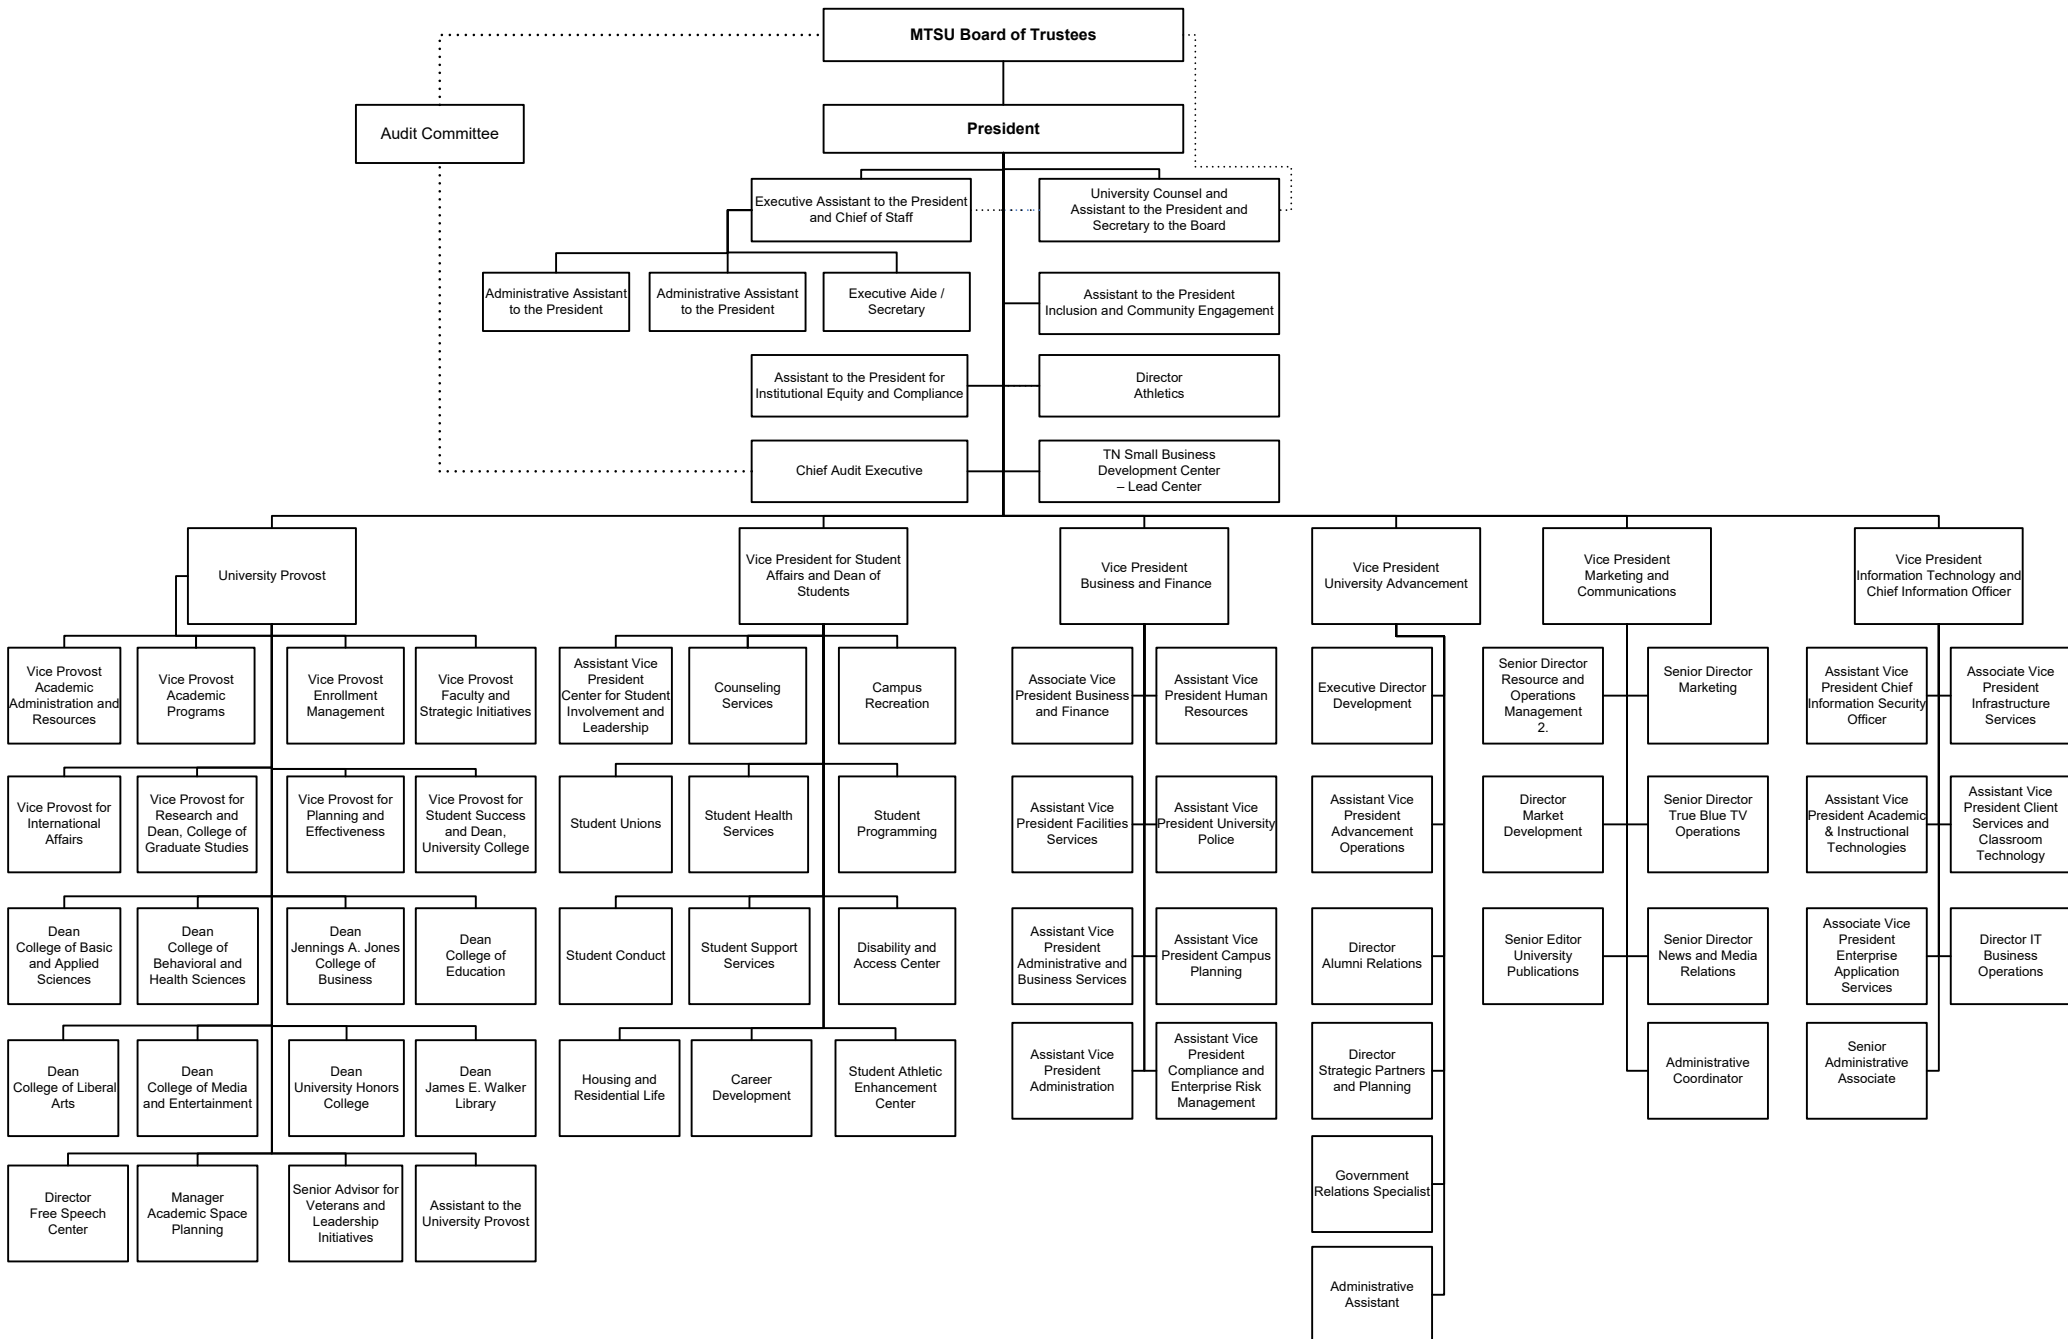 MTSU Board of Trustees
Audit Committee
President
Executive Assistant to the President
and Chief of Staff
University Counsel and
Assistant to the President and
Secretary to the Board
Administrative Assistant
to the President
Administrative Assistant
to the President
Executive Aide /
Secretary
Assistant to the President
Inclusion and Community Engagement
Assistant to the President for
Institutional Equity and Compliance
Director
Athletics
Chief Audit Executive
TN Small Business
Development Center
– Lead Center
University Provost
Vice President for Student
Affairs and Dean of
Students
Vice President
Business and Finance
Vice President
University Advancement
Vice President
Marketing and
Communications
Vice President
Information Technology and
Chief Information Officer
Vice Provost
Academic
Administration and
Resources
Vice Provost
Academic
Programs
Vice Provost
Enrollment
Management
Vice Provost
Faculty and
Strategic Initiatives
Assistant Vice
President
Center for Student
Involvement and
Leadership
Counseling
Services
Campus
Recreation
Associate Vice
President Business
and Finance
Assistant Vice
President Human
Resources
Executive Director
Development
Senior Director
Resource and
Operations
Management
2.
Senior Director
Marketing
Assistant Vice
President Chief
Information Security
Officer
Associate Vice
President
Infrastructure
Services
Vice Provost for
International
Affairs
Vice Provost for
Research and
Dean, College of
Graduate Studies
Vice Provost for
Planning and
Effectiveness
Vice Provost for
Student Success
and Dean,
University College
Student Unions
Student Health
Services
Student
Programming
Assistant Vice
President Facilities
Services
Assistant Vice
President University
Police
Assistant Vice
President
Advancement
Operations
Director
Market
Development
Senior Director
True Blue TV
Operations
Assistant Vice
President Academic
& Instructional
Technologies
Assistant Vice
President Client
Services and
Classroom
Technology
Dean
College of Basic
and Applied
Sciences
Dean
College of
Behavioral and
Health Sciences
Dean
Jennings A. Jones
College of
Business
Dean
College of
Education
Student Conduct
Student Support
Services
Disability and
Access Center
Assistant Vice
President
Administrative and
Business Services
Assistant Vice
President Campus
Planning
Director
Alumni Relations
Senior Editor
University
Publications
Senior Director
News and Media
Relations
Associate Vice
President
Enterprise
Application
Services
Director IT
Business
Operations
Dean
College of Liberal
Arts
Dean
College of Media
and Entertainment
Dean
University Honors
College
Dean
James E. Walker
Library
Housing and
Residential Life
Career
Development
Student Athletic
Enhancement
Center
Assistant Vice
President
Administration
Assistant Vice
President
Compliance and
Enterprise Risk
Management
Director
Strategic Partners
and Planning
Administrative
Coordinator
Senior
Administrative
Associate
Director
Free Speech
Center
Manager
Academic Space
Planning
Senior Advisor for
Veterans and
Leadership
Initiatives
Assistant to the
University Provost
Government
Relations Specialist
Administrative
Assistant